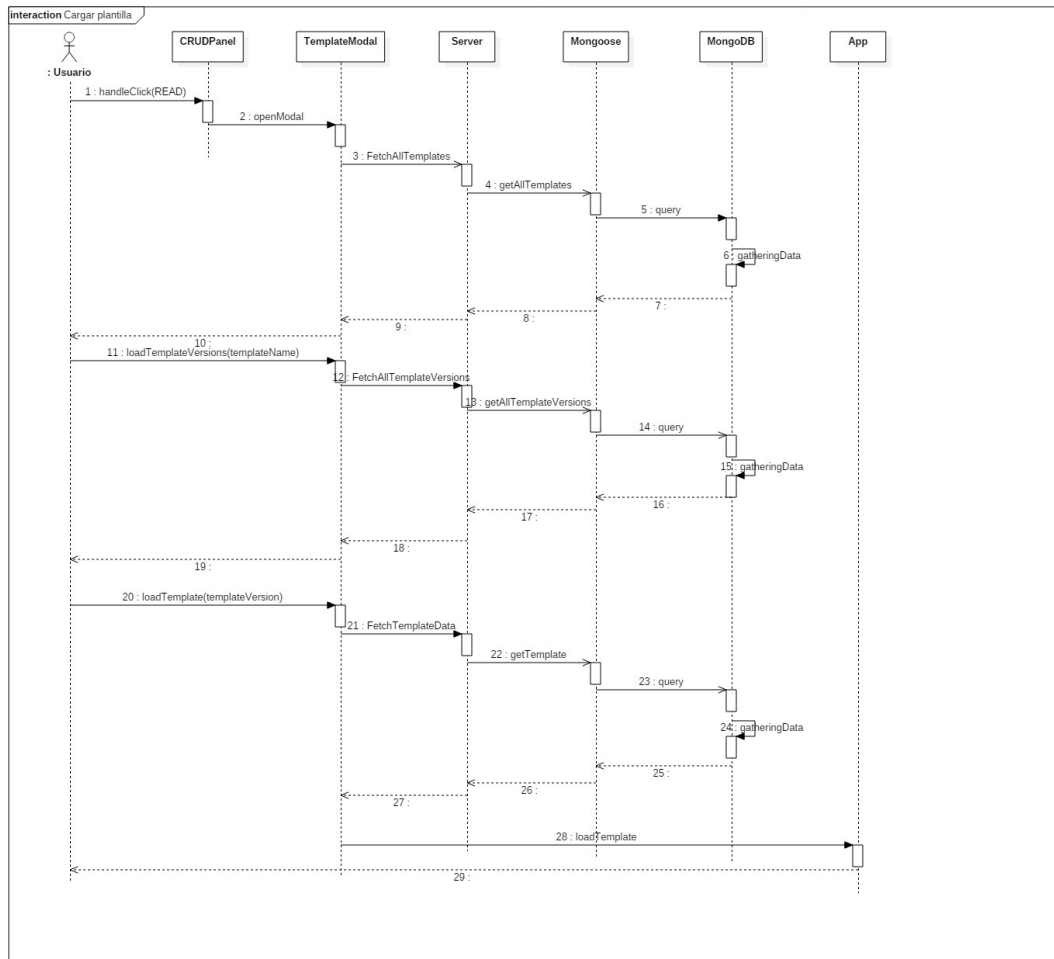 interaction Cargar plantilla
: Usuario
CRUDPanel
TemplateModal
Server
Mongoose
MongoDB
App
1 : handleClick(READ)
2 : openModal
3 : FetchAllTemplates
4 : getAllTemplates
5 : query
6 : gatheringData
7 :
8 :
9 :
10 :
11 : loadTemplateVersions(templateName)
12 : FetchAllTemplateVersions
13 : getAllTemplateVersions
14 : query
15 : gatheringData
16 :
17 :
18 :
19 :
20 : loadTemplate(templateVersion)
21 : FetchTemplateData
22 : getTemplate
23 : query
24 : gatheringData
25 :
26 :
27 :
28 : loadTemplate
29 :